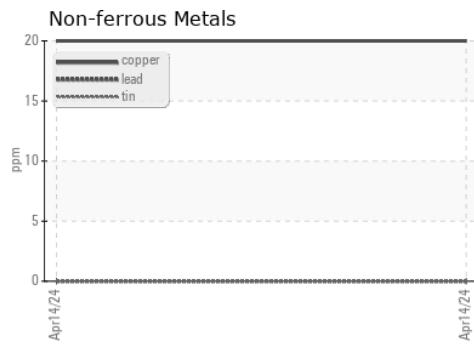 Non-ferrous Metals
20
copper
lead
tin
15
ppm
10
5
0
Apr14/24
Apr14/24